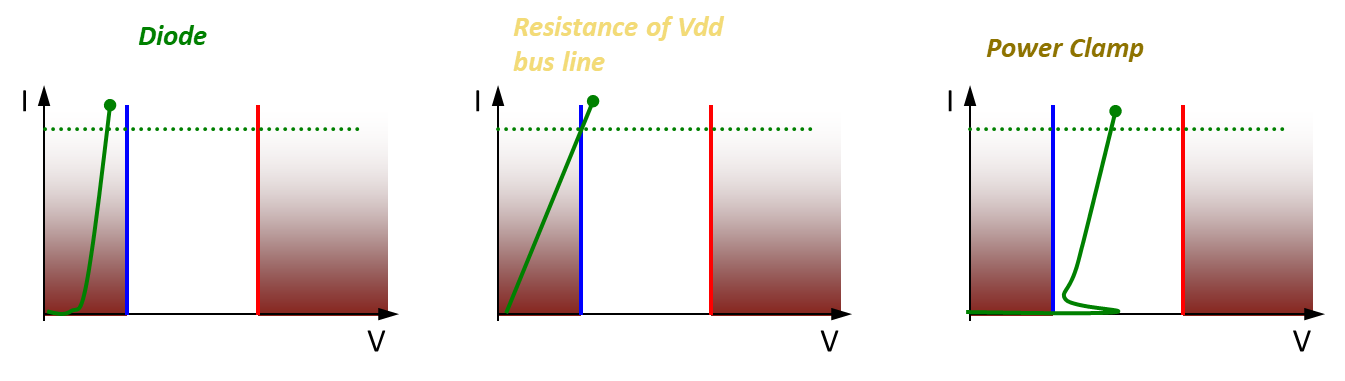 Diode
Resistance of Vdd
bus line
Power Clamp
I
V
I
V
I
V